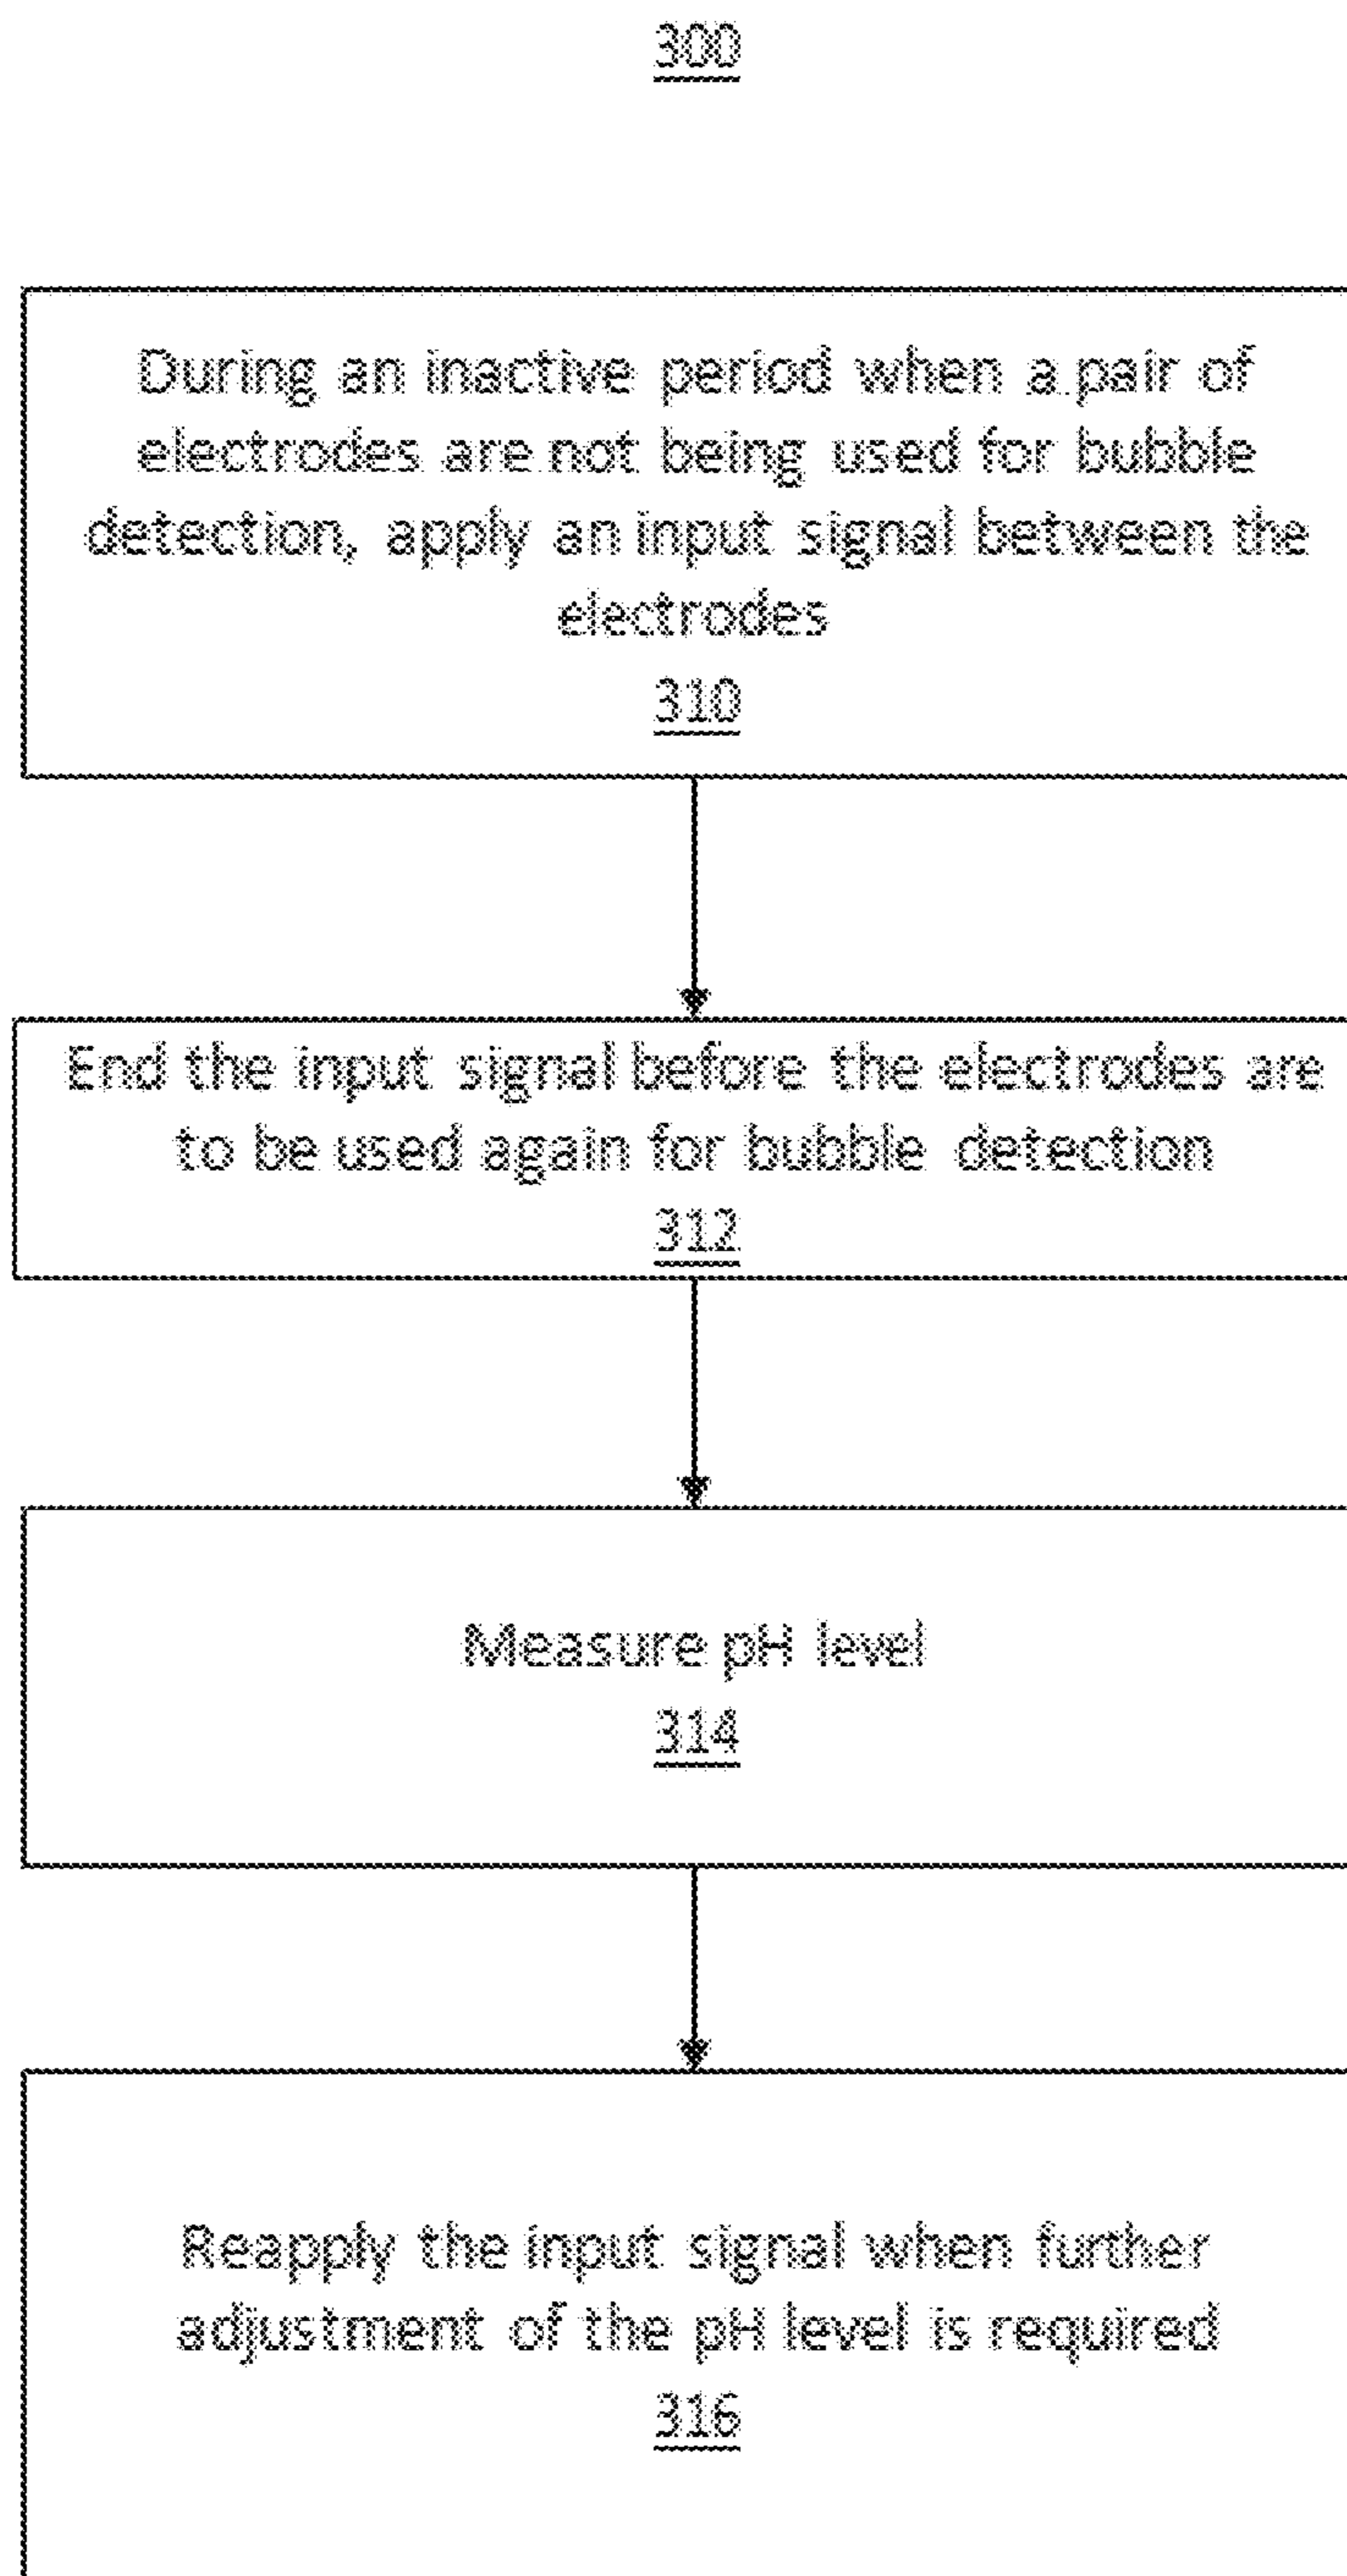 300
During an inactive period when a pair of
electrodes are not being used for bubble
detection, apply an input signal between the
electrodes
310
End the input signal before the electrodes are
to be used again for bubble detection
312
Measure pH level
314
Reapply the input signal when further
adjustment of the pH level is required
316